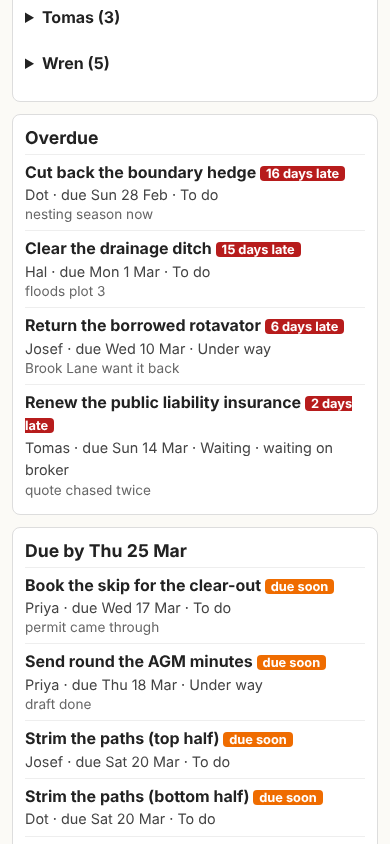 ▶ Tomas (3)
▶ Wren (5)
Overdue
Cut back the boundary hedge 16 days late
Dot · due Sun 28 Feb · To do
nesting season now
Clear the drainage ditch 15 days late
Hal · due Mon 1 Mar · To do
floods plot 3
Return the borrowed rotavator 6 days late
Josef · due Wed 10 Mar · Under way
Brook Lane want it back
Renew the public liability insurance 2 days
late
Tomas · due Sun 14 Mar · Waiting · waiting on
broker
quote chased twice
Due by Thu 25 Mar
Book the skip for the clear-out due soon
Priya · due Wed 17 Mar · To do
permit came through
Send round the AGM minutes due soon
Priya · due Thu 18 Mar · Under way
draft done
Strim the paths (top half) due soon
Josef · due Sat 20 Mar · To do
Strim the paths (bottom half) due soon
Dot · due Sat 20 Mar · To do